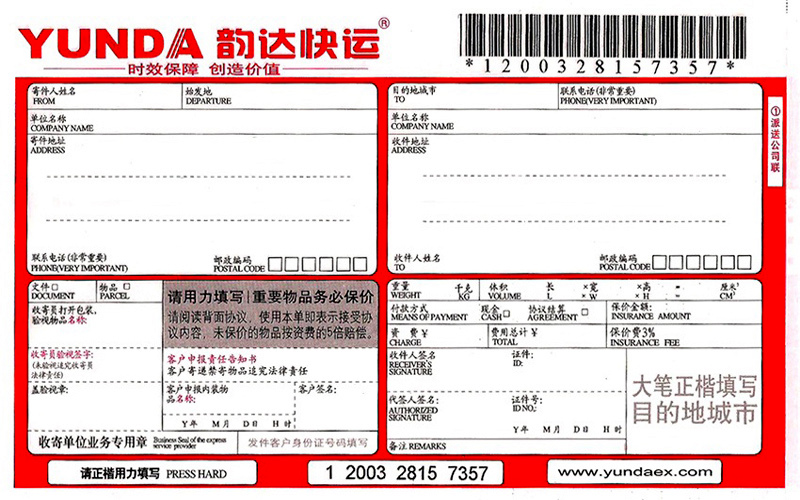 YUNDA 韵达快运®
时效保障 创造价值
*1200328157357*
寄件人姓名
FROM
始发地
DEPARTURE
单位名称
COMPANY NAME
寄件地址
ADDRESS
联系电话(非常重要)
PHONE(VERY IMPORTANT)
邮政编码
POSTAL CODE □□□□□□
目的地城市
TO
联系电话(非常重要)
PHONE(VERY IMPORTANT)
单位名称
COMPANY NAME
收件地址
ADDRESS
收件人姓名
邮政编码
POSTAL CODE □□□□□□
①派送公司联
文件□
DOCUMENT
物品 □
PARCEL
请用力填写|重要物品务必保价
请阅读背面协议，使用本单即表示接受协
议内容，未保价的物品按资费的5倍赔偿。
收寄员打开包装，
验视物品名称:
收寄员验视签字:
(未验视追究收寄员
法律责任)
盖验视章:
客户申报责任告知书
客户寄递禁寄物品追究法律责任
客户申报内装物
品名称:
客户签名:
Y年 M月 D日 H时
收寄单位业务专用章 Business Seal of the express
service provider
发件客户身份证号码填写
重量
WEIGHT
千克
KG
体积 长 ×宽 ×高 = 厘米³
VOLUME L × W × H = CM³
付款方式
MEANS OF PAYMENT
现金
CASH □
协议结算
AGREEMENT □
保价金额:
INSURANCE AMOUNT
资 费 ¥
CHARGE
费用总计 ¥
TOTAL
保价费3%
INSURANCE FEE
收件人签名
RECEIVER'S
SIGNATURE
证件:
ID:
代签人签名:
AUTHORIZED
SIGNATURE
证件号:
ID NO.:
Y年 M月 D日 H时
大笔正楷填写
目的地城市
备注 REMARKS
请正楷用力填写 PRESS HARD
1 2003 2815 7357
www.yundaex.com